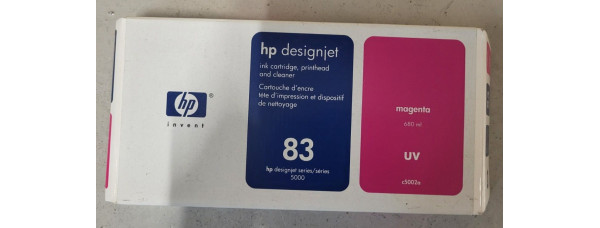 hp
®
invent
hp designjet
ink cartridge, printhead
and cleaner
Cartouche d'encre
tete d'impression et dispositif
de nettoyage
83
hp designjet series/séries
5000
magenta
680 ml
UV
c5002a